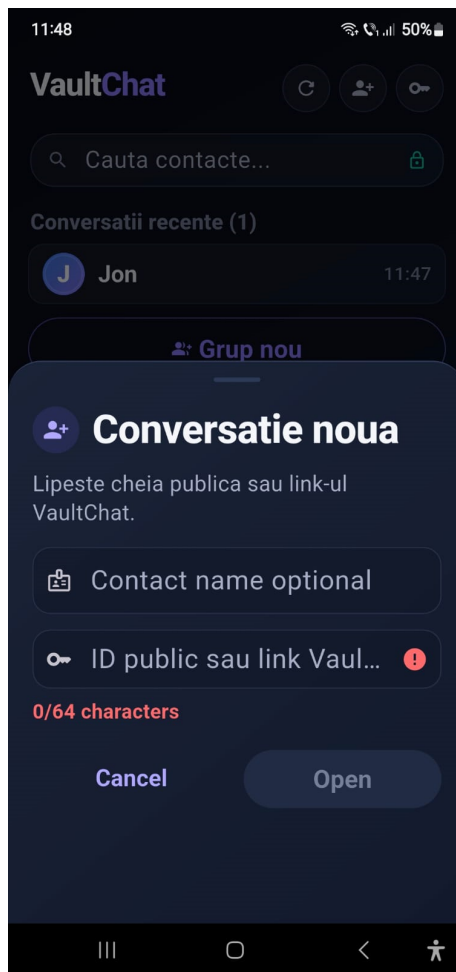 11:48
50%
VaultChat
Cauta contacte...
Conversatii recente (1)
J
Jon
11:47
Grup nou
Conversatie noua
Lipeste cheia publica sau link-ul
VaultChat.
Contact name optional
ID public sau link Vaul...
0/64 characters
Cancel
Open